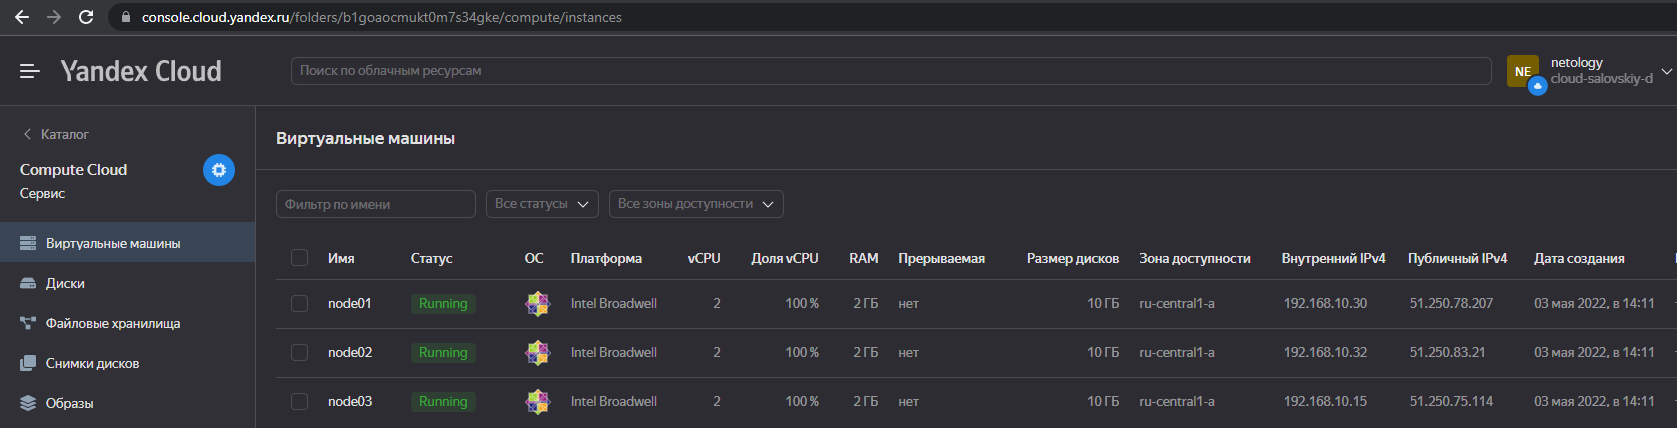 console.cloud.yandex.ru/folders/b1goaocmukt0m7s34gke/compute/instances
Yandex Cloud
Поиск по облачным ресурсам
NE
netology
cloud-salovskiy-d
Каталог
Compute Cloud
Сервис
Виртуальные машины
Диски
Файловые хранилища
Снимки дисков
Образы
Виртуальные машины
Фильтр по имени Все статусы Все зоны доступности
Имя Статус ОС Платформа vCPU Доля vCPU RAM Прерываемая Размер дисков Зона доступности Внутренний IPv4 Публичный IPv4 Дата создания
node01 Running Intel Broadwell 2 100 % 2 ГБ нет 10 ГБ ru-central1-a 192.168.10.30 51.250.78.207 03 мая 2022, в 14:11
node02 Running Intel Broadwell 2 100 % 2 ГБ нет 10 ГБ ru-central1-a 192.168.10.32 51.250.83.21 03 мая 2022, в 14:11
node03 Running Intel Broadwell 2 100 % 2 ГБ нет 10 ГБ ru-central1-a 192.168.10.15 51.250.75.114 03 мая 2022, в 14:11